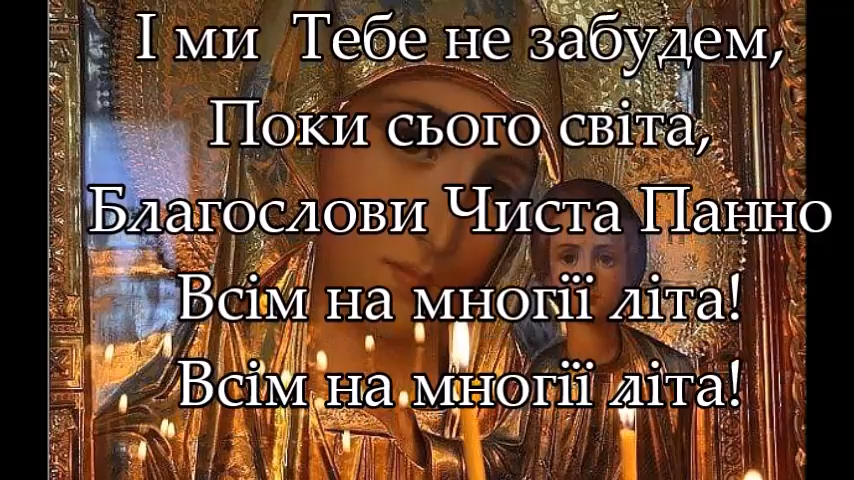 І ми Тебе не забудем,
Поки сього світа,
Благослови Чиста Панно
Всім на многії літа!
Всім на многії літа!